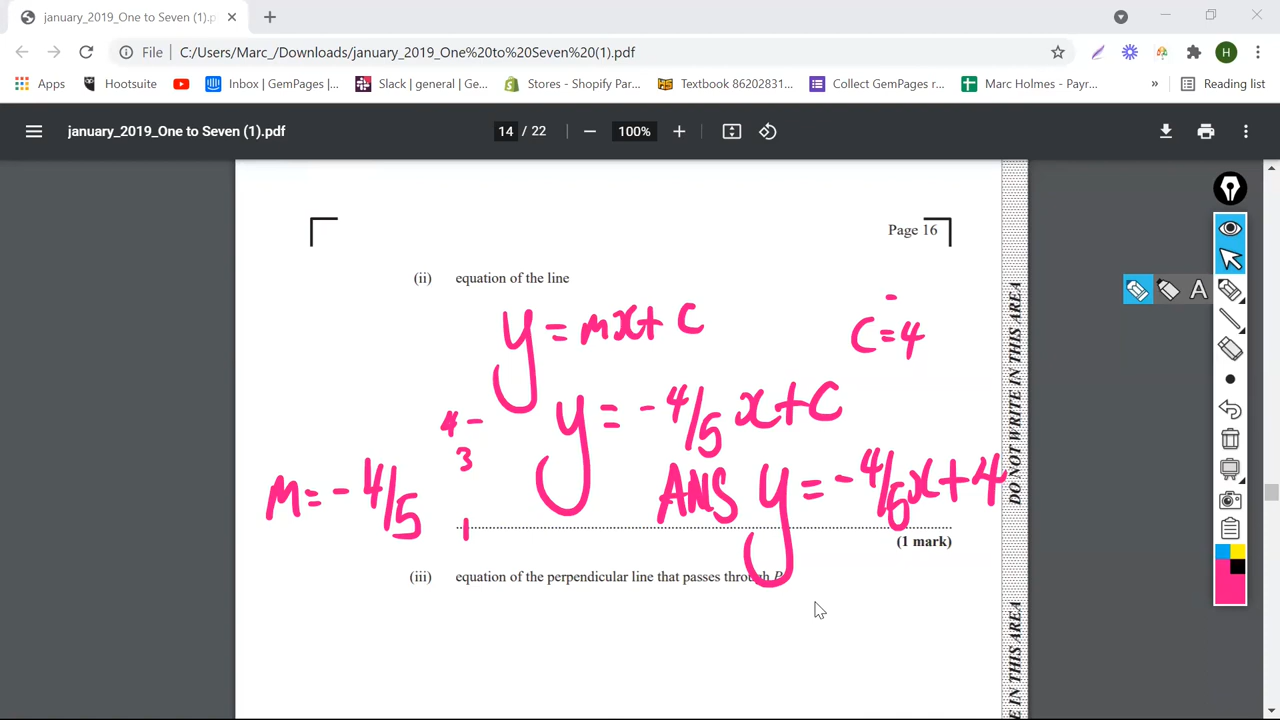 january_2019_One to Seven (1).p
File C:/Users/Marc_/Downloads/january_2019_One%20to%20Seven%20(1).pdf
H
Apps Hootsuite Inbox | GemPages |... Slack | general | Ge... Stores - Shopify Par... Textbook 86202831... Collect GemPages r... Marc Holmes - Payr... » Reading list
january_2019_One to Seven (1).pdf 14 / 22 100%
Page 16
(ii) equation of the line
y = mx + c
c = 4
y = - 4/5 x + c
4 -
3
m = - 4/5
ANS y = - 4/5 x + 4
1
(1 mark)
(iii) equation of the perpendicular line that passes through P
A
DO NOT WRITE IN THIS AREA
E IN THIS AREA